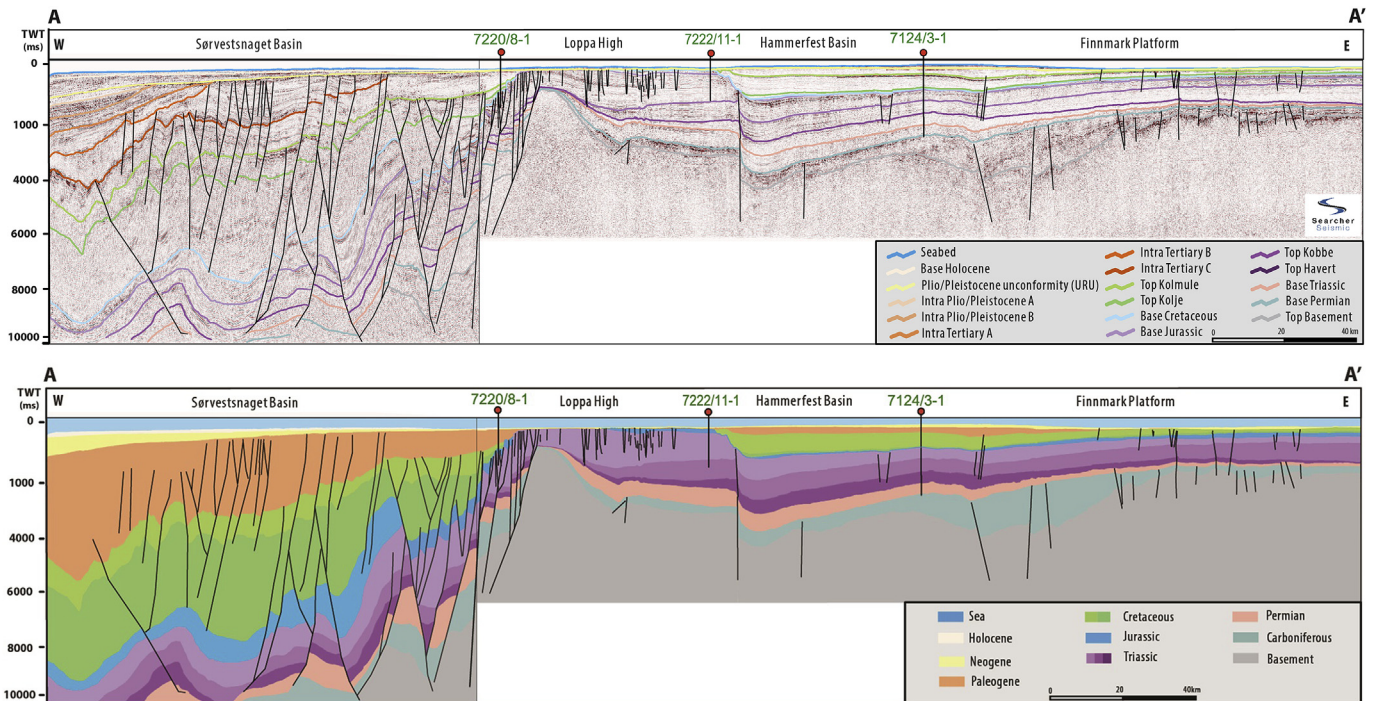 A A'
TWT
(ms)
W Sørvestsnaget Basin 7220/8-1 Loppa High 7222/11-1 Hammerfest Basin 7124/3-1 Finnmark Platform E
0
1000
4000
6000
8000
10000
Searcher
Seismic
Seabed
Base Holocene
Plio/Pleistocene unconformity (URU)
Intra Plio/Pleistocene A
Intra Plio/Pleistocene B
Intra Tertiary A
Intra Tertiary B
Intra Tertiary C
Top Kolmule
Top Kolje
Base Cretaceous
Base Jurassic
Top Kobbe
Top Havert
Base Triassic
Base Permian
Top Basement
0 20 40 km
A A'
TWT
(ms)
W Sørvestsnaget Basin 7220/8-1 Loppa High 7222/11-1 Hammerfest Basin 7124/3-1 Finnmark Platform E
0
1000
4000
6000
8000
10000
Sea
Holocene
Neogene
Paleogene
Cretaceous
Jurassic
Triassic
Permian
Carboniferous
Basement
0 20 40km